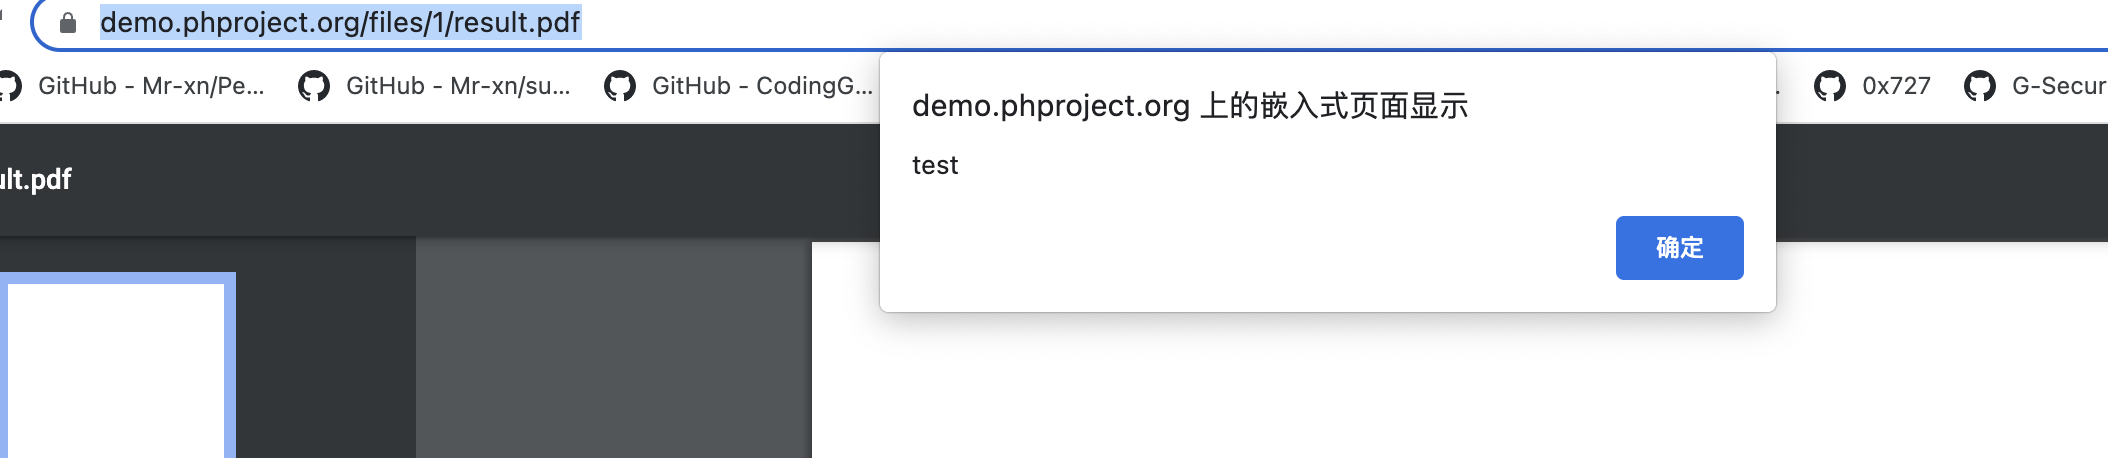 demo.phproject.org/files/1/result.pdf
GitHub - Mr-xn/Pe... GitHub - Mr-xn/su... GitHub - CodingG... 0x727 G-Secur
demo.phproject.org 上的嵌入式页面显示
test
ult.pdf
确定